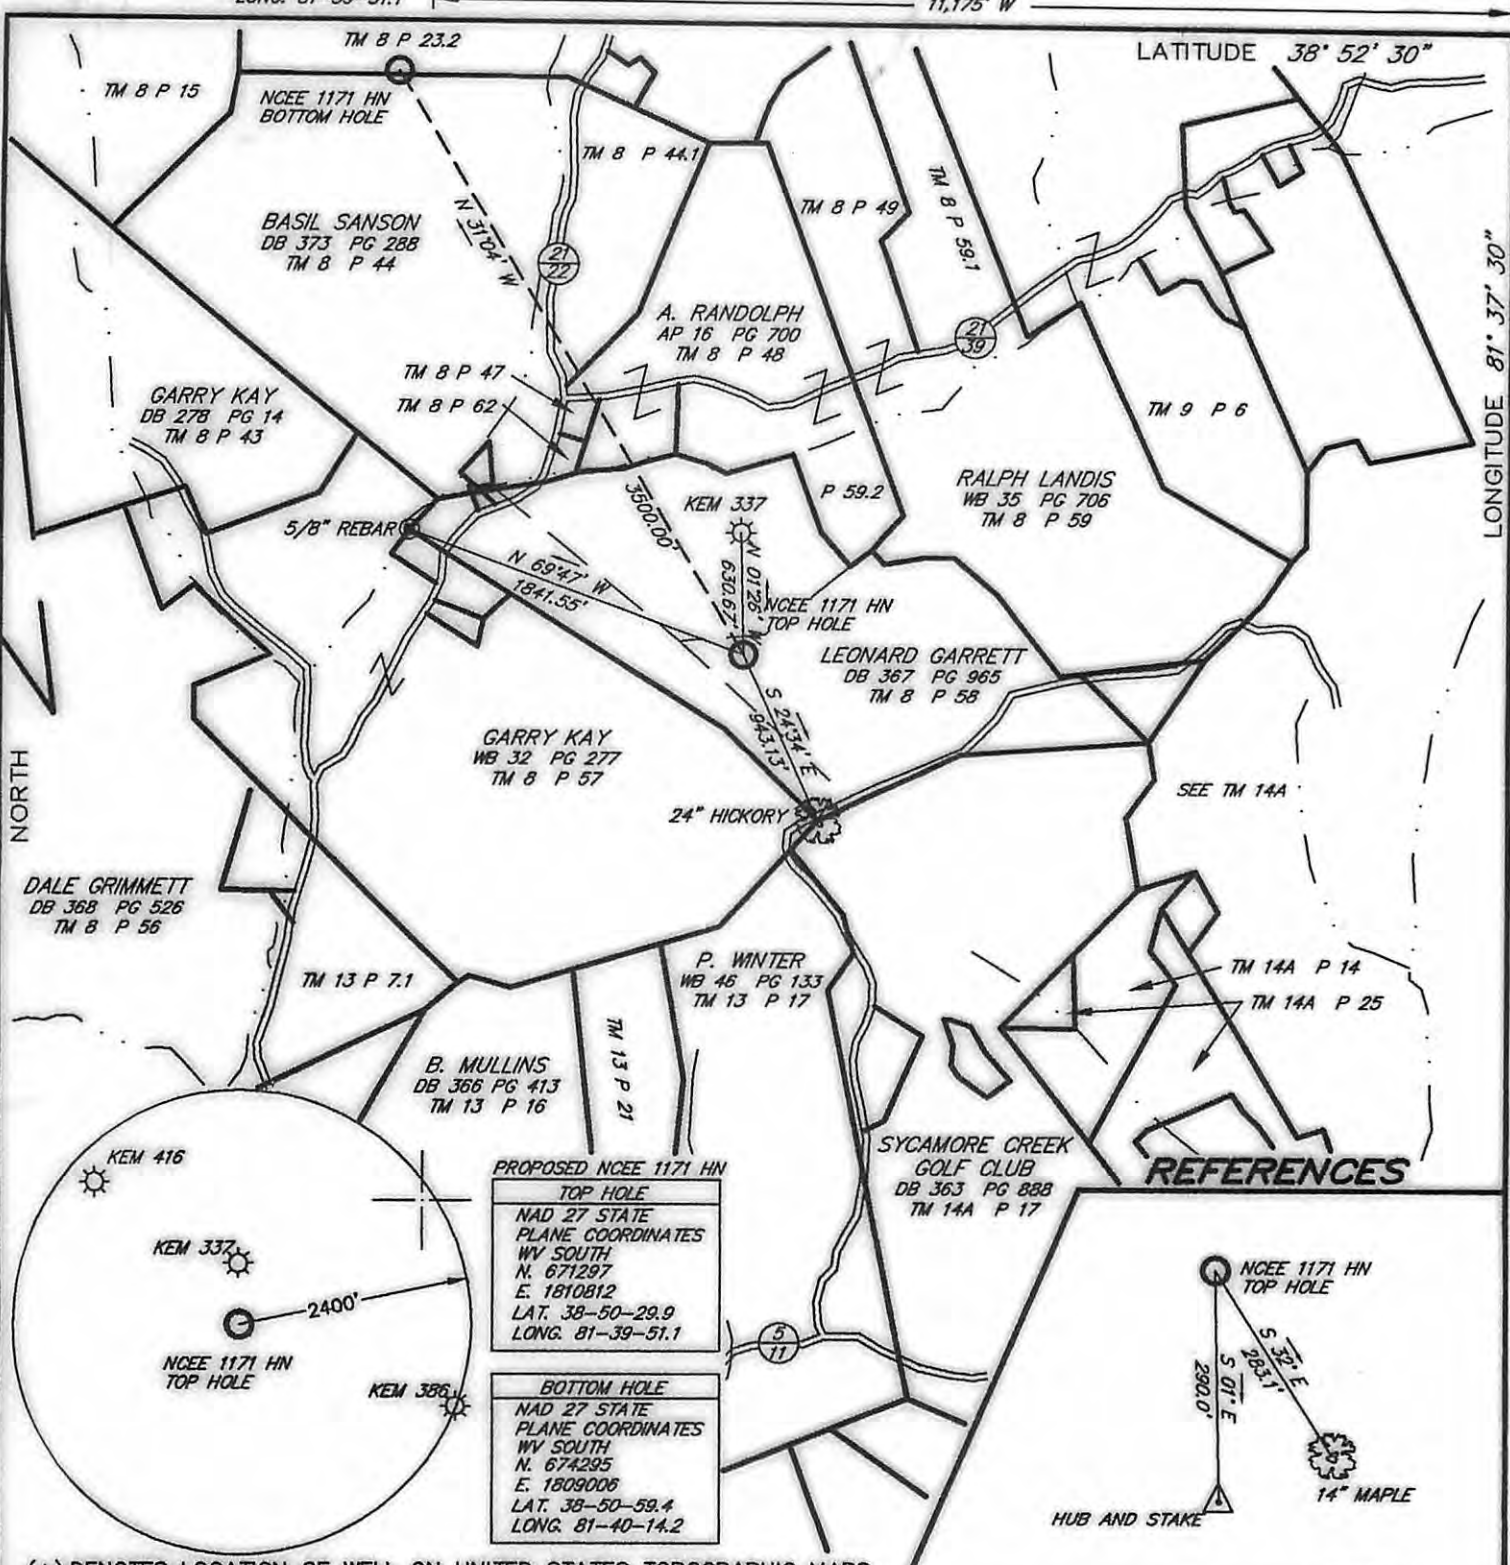 11,175' W
LATITUDE 38° 52' 30"
LONGITUDE 81° 37' 30"
TM 8 P 23.2
TM 8 P 15
NCEE 1171 HN
BOTTOM HOLE
TM 8 P 44.1
BASIL SANSON
DB 373 PG 288
TM 8 P 44
N 31°04' W
21
22
TM 8 P 49
TM 8 P 59.1
A. RANDOLPH
AP 16 PG 700
TM 8 P 48
21
39
TM 8 P 47
TM 8 P 62
GARRY KAY
DB 278 PG 14
TM 8 P 43
TM 9 P 6
RALPH LANDIS
WB 35 PG 706
TM 8 P 59
P 59.2
KEM 337
3500.00'
5/8" REBAR
N 69°47' W
1841.55'
N 01°26' W
630.67'
NCEE 1171 HN
TOP HOLE
LEONARD GARRETT
DB 367 PG 965
TM 8 P 58
S 24°34' E
943.13'
GARRY KAY
WB 32 PG 277
TM 8 P 57
NORTH
24" HICKORY
SEE TM 14A
DALE GRIMMETT
DB 368 PG 526
TM 8 P 56
TM 13 P 7.1
P. WINTER
WB 46 PG 133
TM 13 P 17
TM 14A P 14
TM 14A P 25
TM 13 P 21
B. MULLINS
DB 366 PG 413
TM 13 P 16
SYCAMORE CREEK
GOLF CLUB
DB 363 PG 888
TM 14A P 17
KEM 416
KEM 337
2400'
NCEE 1171 HN
TOP HOLE
KEM 386
PROPOSED NCEE 1171 HN
TOP HOLE
NAD 27 STATE
PLANE COORDINATES
WV SOUTH
N. 671297
E. 1810812
LAT. 38-50-29.9
LONG. 81-39-51.1
BOTTOM HOLE
NAD 27 STATE
PLANE COORDINATES
WV SOUTH
N. 674295
E. 1809006
LAT. 38-50-59.4
LONG. 81-40-14.2
5
11
REFERENCES
NCEE 1171 HN
TOP HOLE
S 32° E
283.1'
S 01° E
290.0'
14" MAPLE
HUB AND STAKE